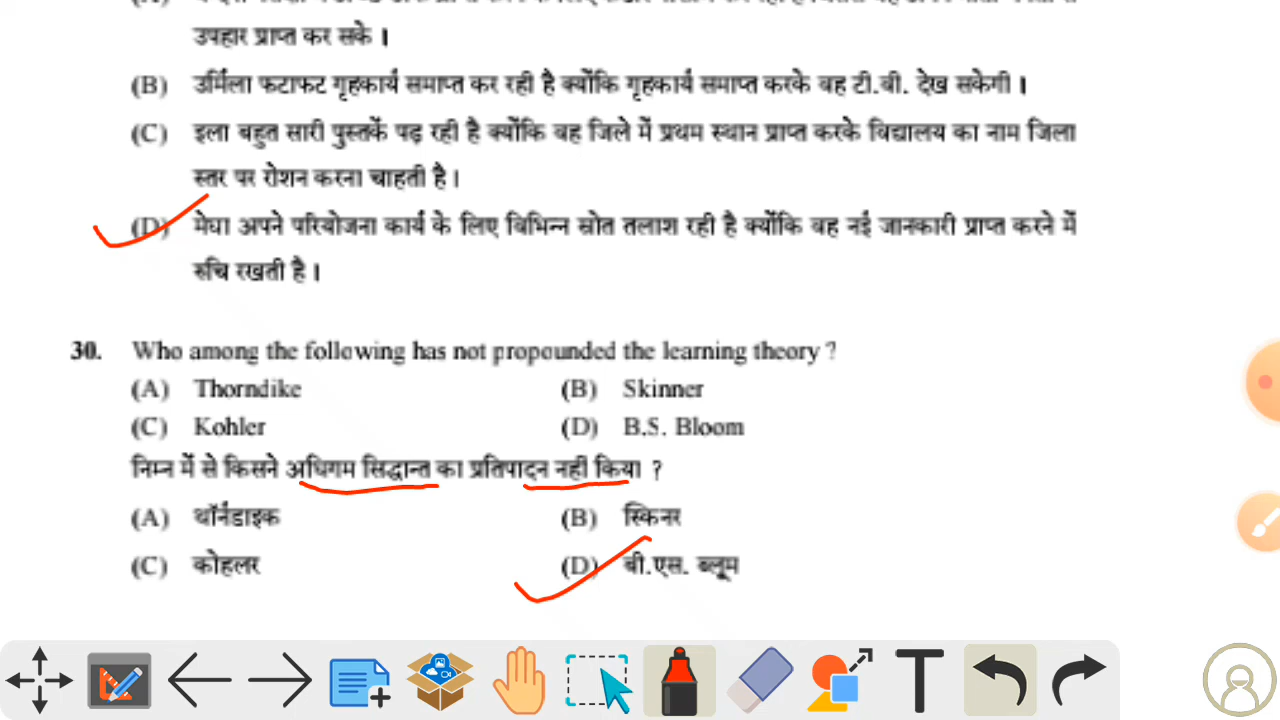 उपहार प्राप्त कर सके ।
(B) उर्मिला फटाफट गृहकार्य समाप्त कर रही है क्योंकि गृहकार्य समाप्त करके वह टी.वी. देख सकेगी ।
(C) इला बहुत सारी पुस्तकें पढ़ रही है क्योंकि वह जिले में प्रथम स्थान प्राप्त करके विद्यालय का नाम जिला
स्तर पर रोशन करना चाहती है ।
(D) मेघा अपने परियोजना कार्य के लिए विभिन्न स्रोत तलाश रही है क्योंकि वह नई जानकारी प्राप्त करने में
रुचि रखती है ।
30. Who among the following has not propounded the learning theory ?
(A) Thorndike (B) Skinner
(C) Kohler (D) B.S. Bloom
निम्न में से किसने अधिगम सिद्धान्त का प्रतिपादन नहीं किया ?
(A) थॉर्नडाइक (B) स्किनर
(C) कोहलर (D) बी.एस. ब्लूम
T